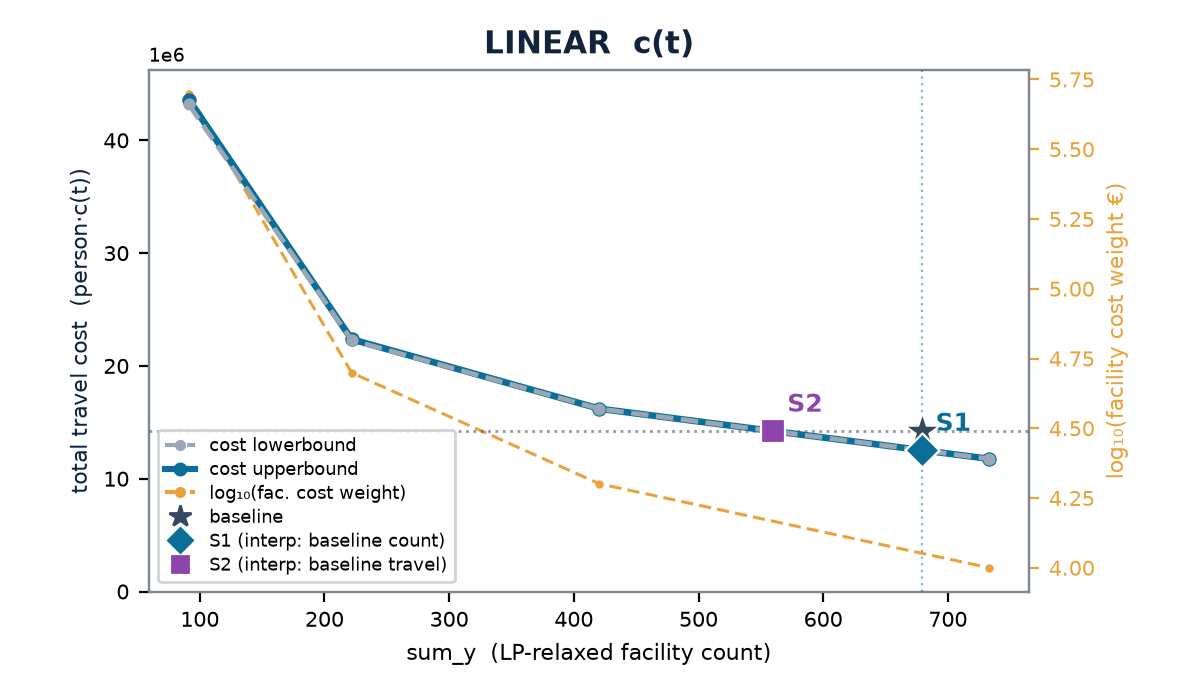 LINEAR  c(t)
1e6
40
30
20
10
0
total travel cost  (person·c(t))
5.75
5.50
5.25
5.00
4.75
4.50
4.25
4.00
log₁₀(facility cost weight €)
S2
S1
cost lowerbound
cost upperbound
log₁₀(fac. cost weight)
baseline
S1 (interp: baseline count)
S2 (interp: baseline travel)
100
200
300
400
500
600
700
sum_y  (LP-relaxed facility count)